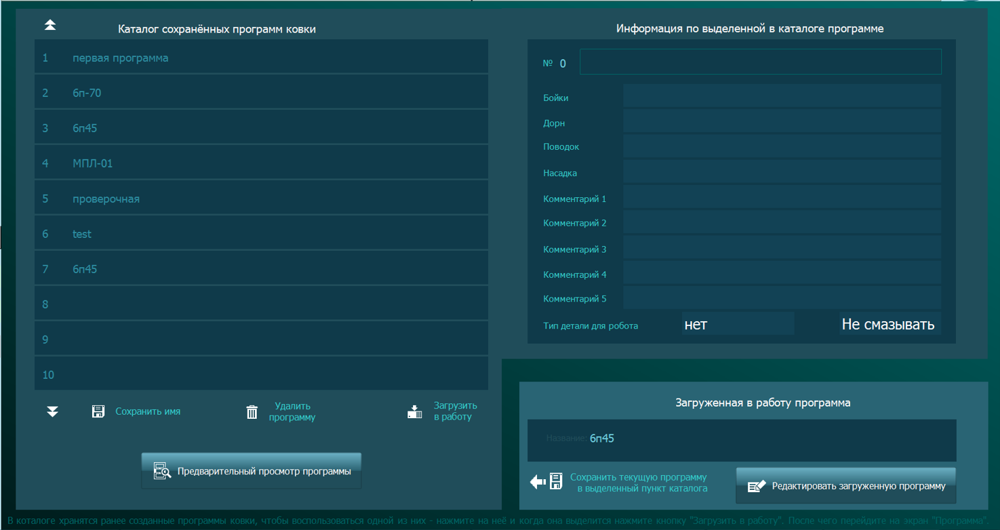 Каталог сохранённых программ ковки
1 первая программа
2 6п-70
3 6п45
4 МПЛ-01
5 проверочная
6 test
7 6п45
8
9
10
Сохранить имя
Удалить
программу
Загрузить
в работу
Предварительный просмотр программы
Информация по выделенной в каталоге программе
№ 0
Бойки
Дорн
Поводок
Насадка
Комментарий 1
Комментарий 2
Комментарий 3
Комментарий 4
Комментарий 5
Тип детали для робота нет Не смазывать
Загруженная в работу программа
Название: 6п45
Сохранить текущую программу
в выделенный пункт каталога
Редактировать загруженную программу
В каталоге хранятся ранее созданные программы ковки, чтобы воспользоваться одной из них - нажмите на неё и когда она выделится нажмите кнопку "Загрузить в работу". После чего перейдите на экран "Программа".